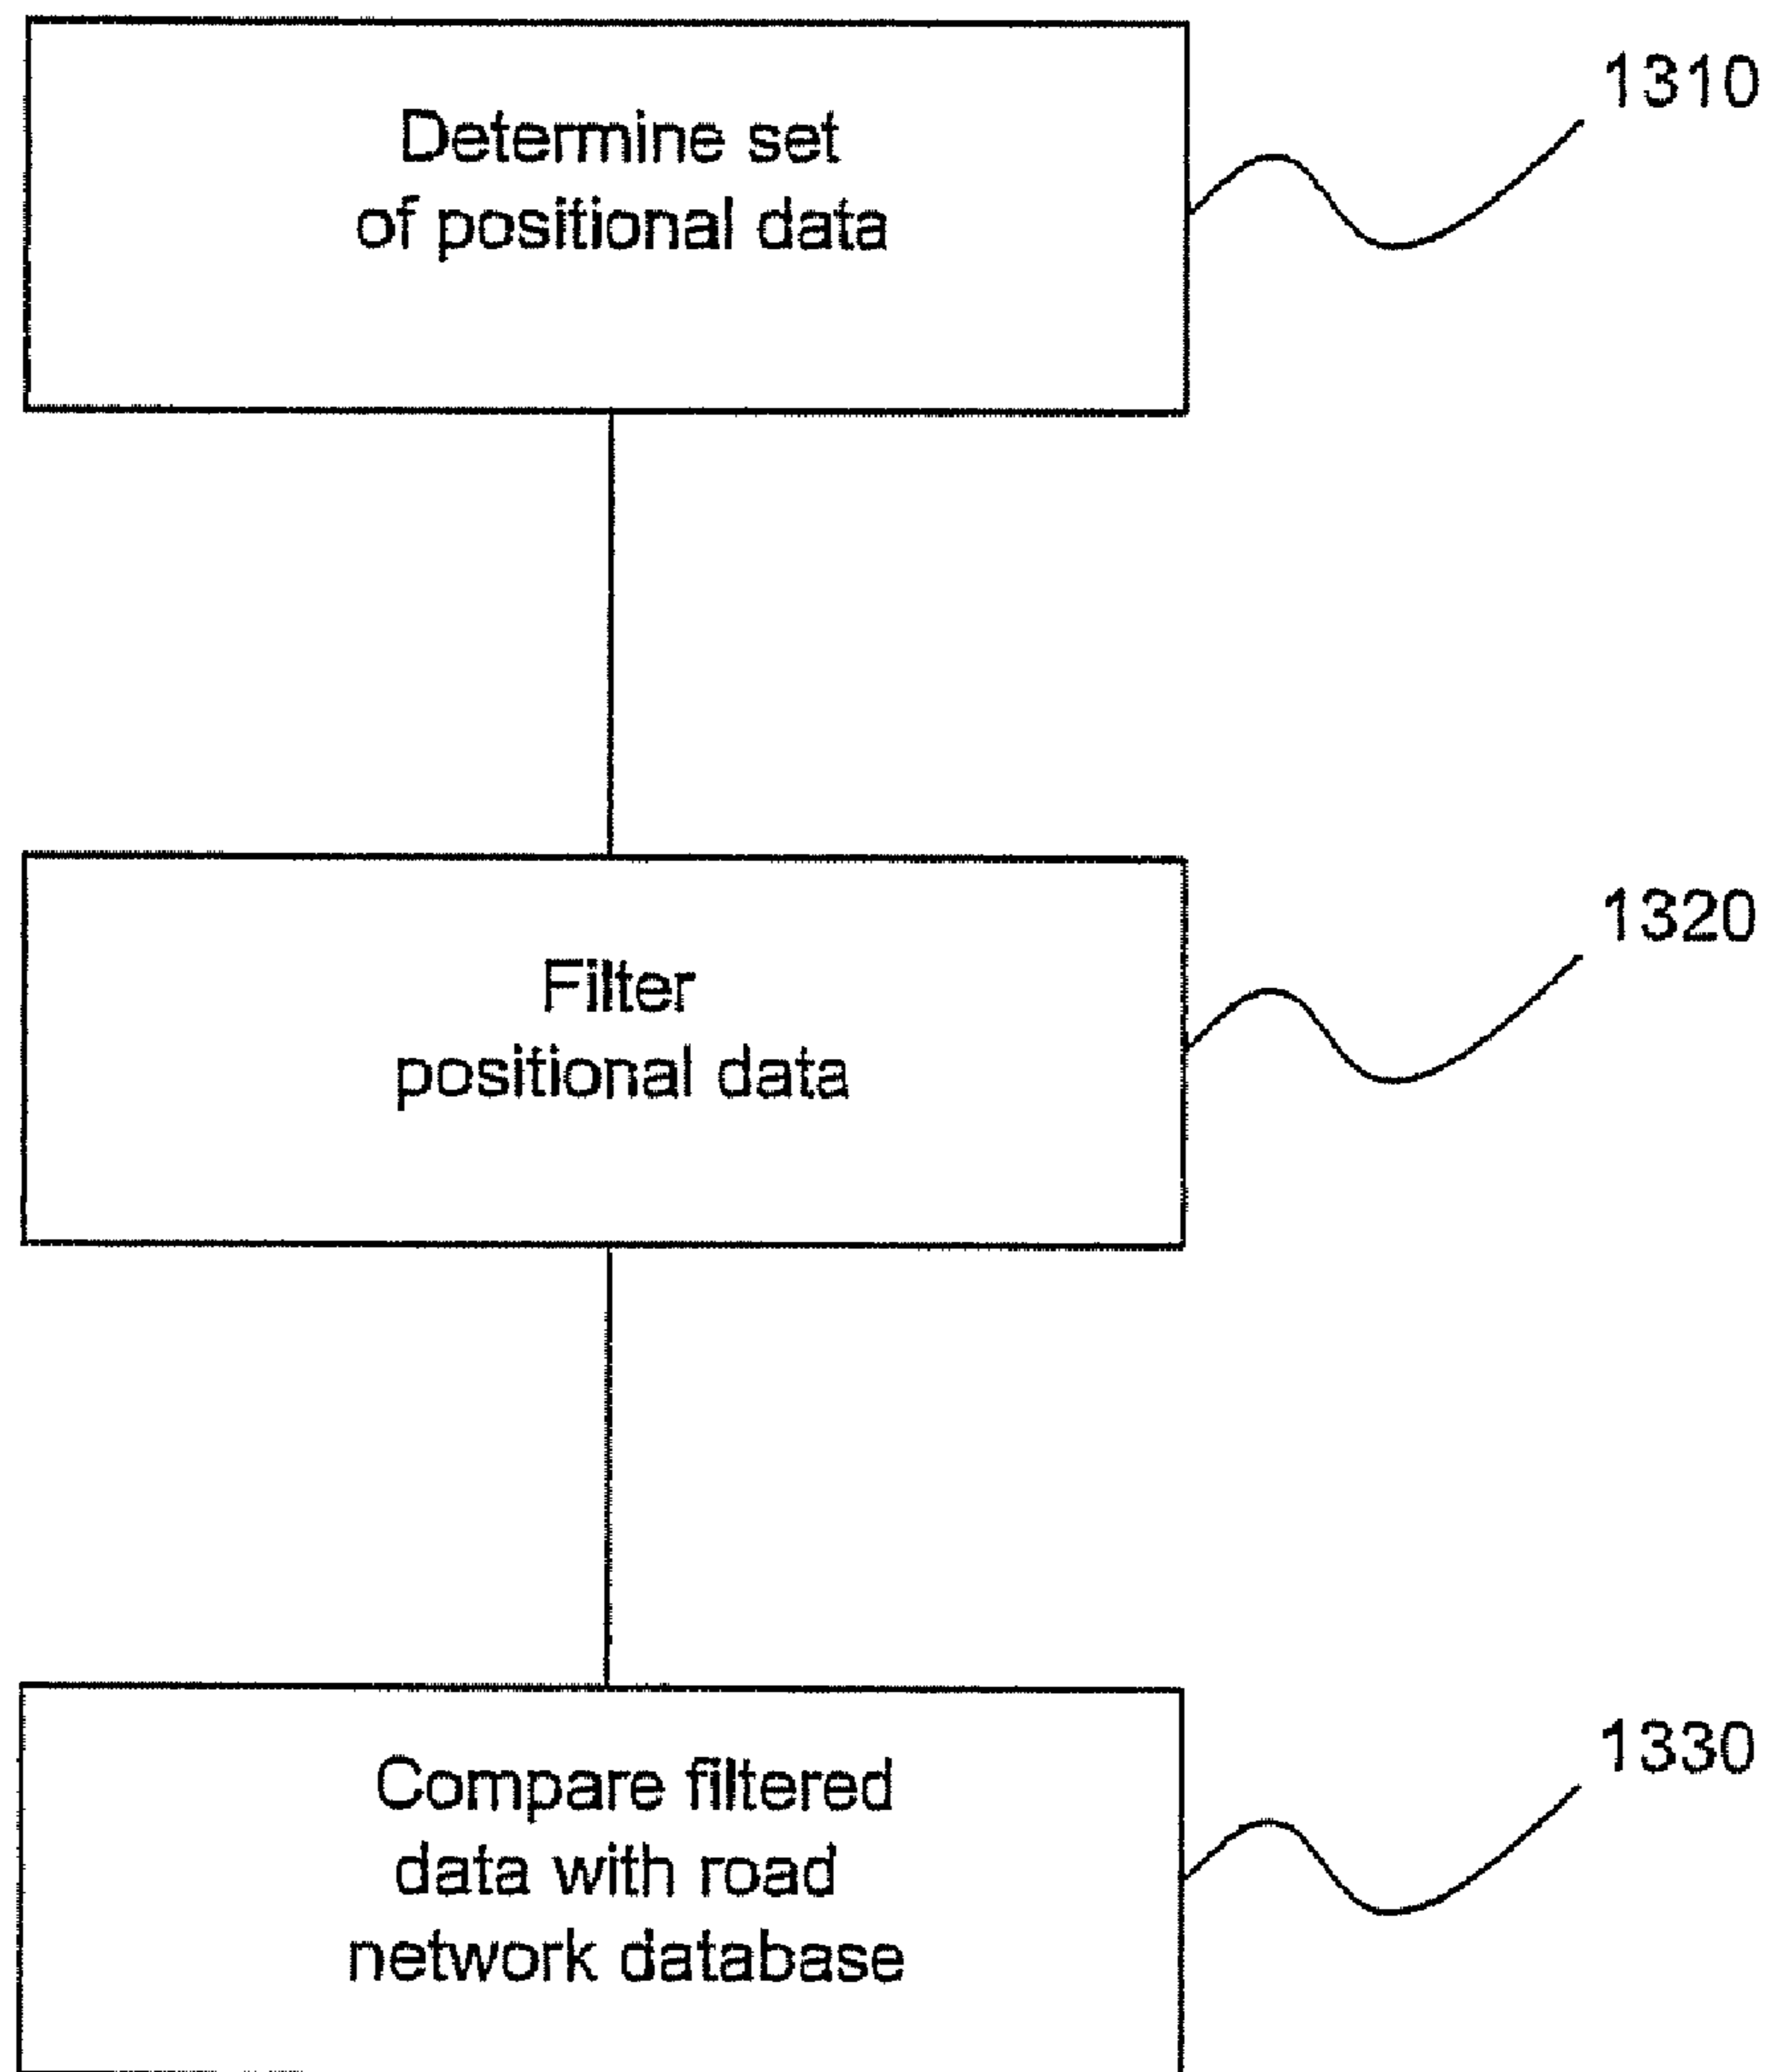 Determine set
of positional data
1310
Filter
positional data
1320
Compare filtered
data with road
network database
1330